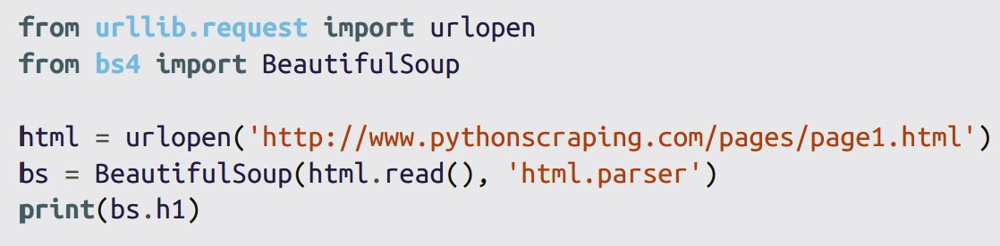 from urllib.request import urlopen
from bs4 import BeautifulSoup
html = urlopen('http://www.pythonscraping.com/pages/page1.html')
bs = BeautifulSoup(html.read(), 'html.parser')
print(bs.h1)